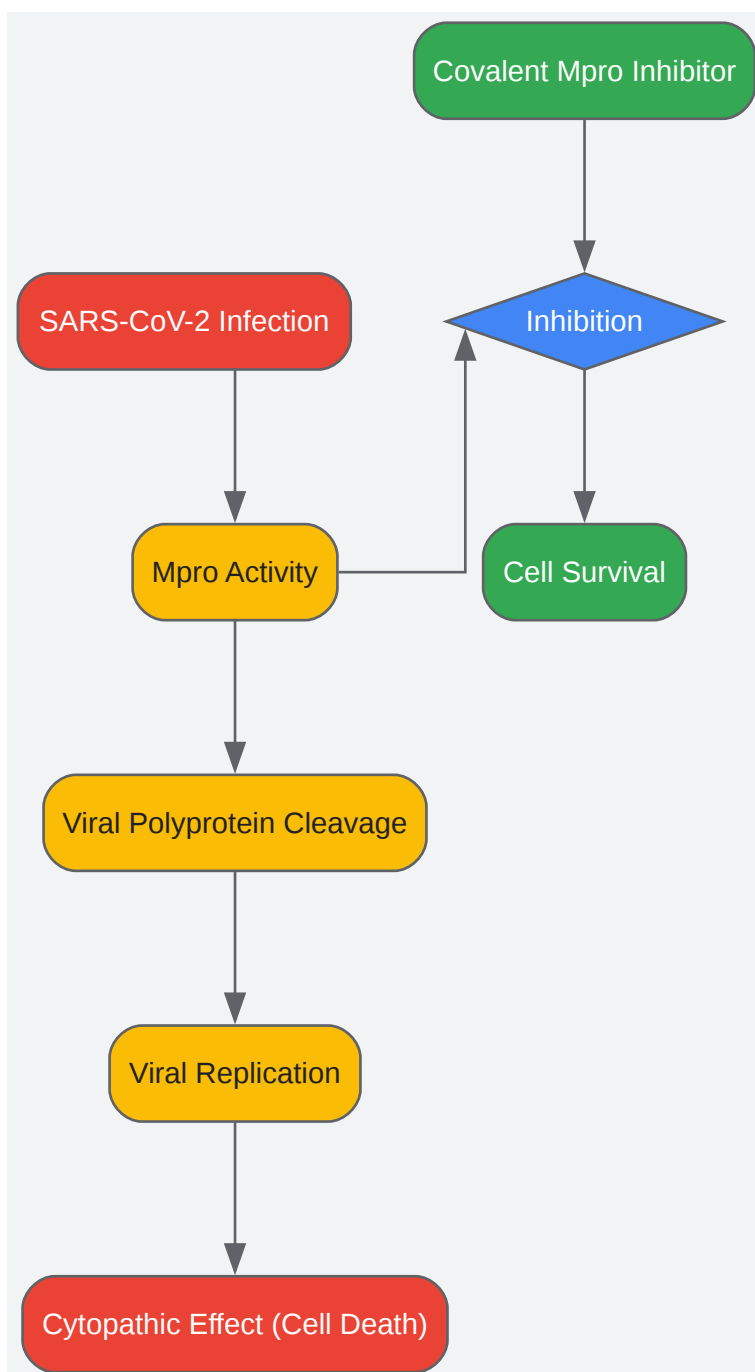 Covalent Mpro Inhibitor
SARS-CoV-2 Infection
Inhibition
Mpro Activity
Cell Survival
Viral Polyprotein Cleavage
Viral Replication
Cytopathic Effect (Cell Death)